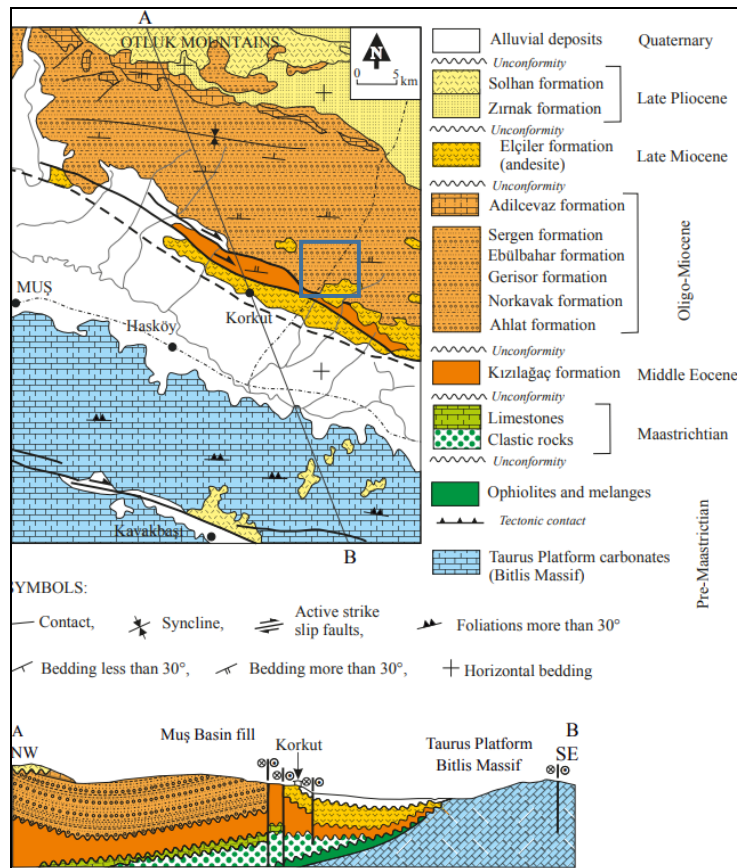 A
OTLUK MOUNTAINS
N
0 5
km
MUŞ
Hasköy
Korkut
Kavakbaşı
B
Alluvial deposits Quaternary
Unconformity
Solhan formation
Zırnak formation
Late Pliocene
Unconformity
Elçiler formation
(andesite)
Late Miocene
Unconformity
Adilcevaz formation
Sergen formation
Ebülbahar formation
Gerisor formation
Norkavak formation
Ahlat formation
Oligo-Miocene
Unconformity
Kızılağaç formation Middle Eocene
Unconformity
Limestones
Clastic rocks
Maastrichtian
Unconformity
Ophiolites and melanges
Tectonic contact
Taurus Platform carbonates
(Bitlis Massif)
Pre-Maastrictian
SYMBOLS:
Contact, Syncline, Active strike
slip faults, Foliations more than 30°
Bedding less than 30°, Bedding more than 30°, Horizontal bedding
A
NW
Muş Basin fill
Korkut
Taurus Platform
Bitlis Massif
B
SE